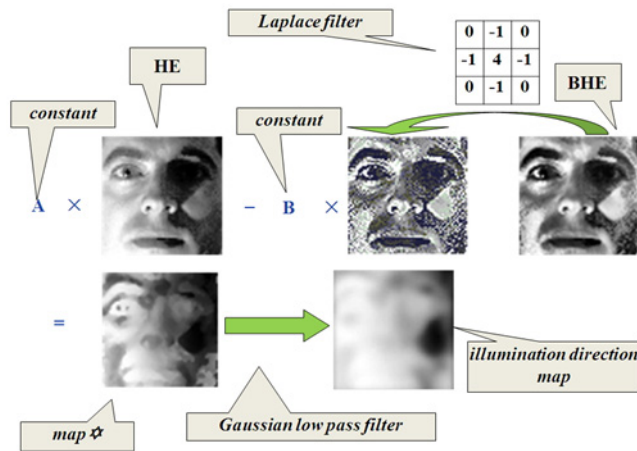 Laplace filter
0 -1 0
-1 4 -1
0 -1 0
HE
BHE
constant
constant
A × - B ×
=
illumination direction
map
map ✡
Gaussian low pass filter